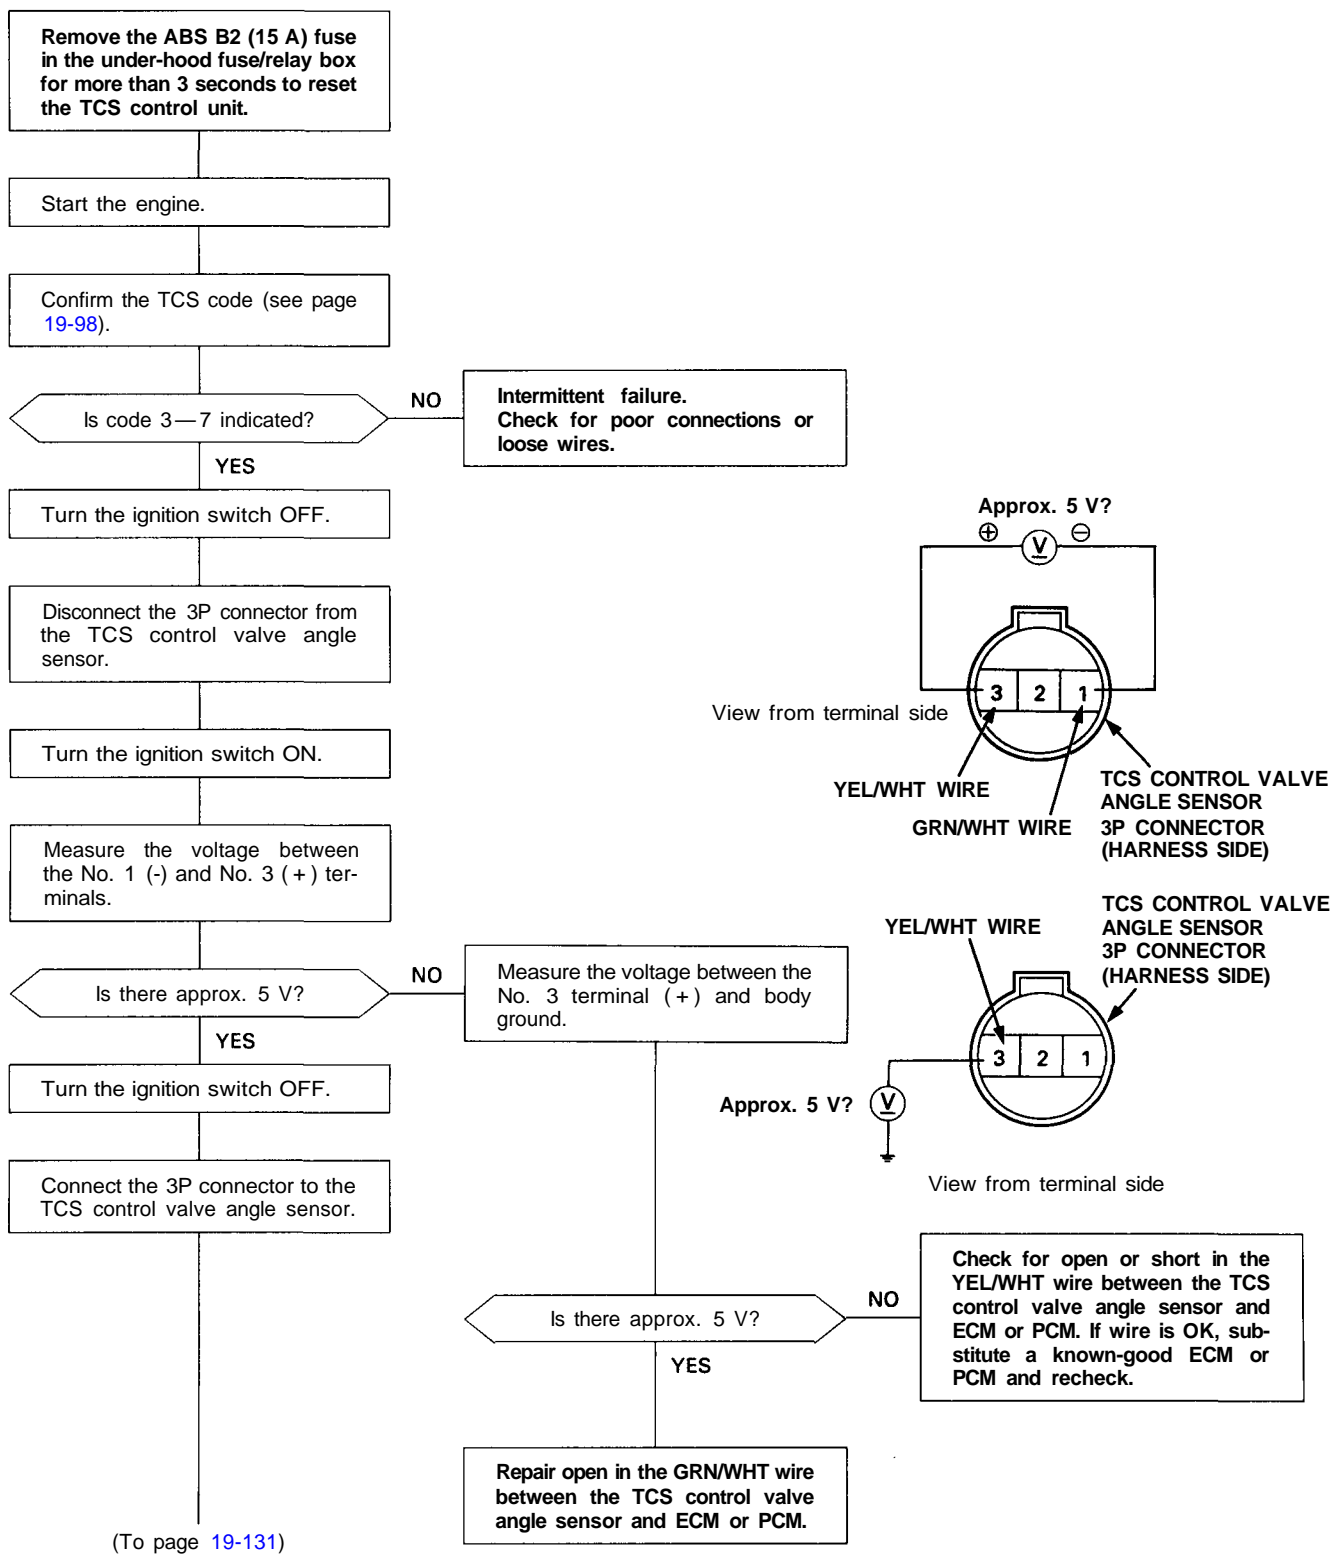 Remove the ABS B2 (15 A) fuse
in the under-hood fuse/relay box
for more than 3 seconds to reset
the TCS control unit.
Start the engine.
Confirm the TCS code (see page
19-98).
Is code 3—7 indicated?
NO
Intermittent failure.
Check for poor connections or
loose wires.
YES
Turn the ignition switch OFF.
Disconnect the 3P connector from
the TCS control valve angle
sensor.
Turn the ignition switch ON.
Measure the voltage between
the No. 1 (-) and No. 3 (+) ter-
minals.
Approx. 5 V?
⊕ V ⊖
3 2 1
View from terminal side
YEL/WHT WIRE
GRN/WHT WIRE
TCS CONTROL VALVE
ANGLE SENSOR
3P CONNECTOR
(HARNESS SIDE)
Is there approx. 5 V?
NO
Measure the voltage between the
No. 3 terminal (+) and body
ground.
YES
Turn the ignition switch OFF.
Connect the 3P connector to the
TCS control valve angle sensor.
YEL/WHT WIRE
TCS CONTROL VALVE
ANGLE SENSOR
3P CONNECTOR
(HARNESS SIDE)
3 2 1
Approx. 5 V? V
View from terminal side
Is there approx. 5 V?
NO
Check for open or short in the
YEL/WHT wire between the TCS
control valve angle sensor and
ECM or PCM. If wire is OK, sub-
stitute a known-good ECM or
PCM and recheck.
YES
Repair open in the GRN/WHT wire
between the TCS control valve
angle sensor and ECM or PCM.
(To page 19-131)